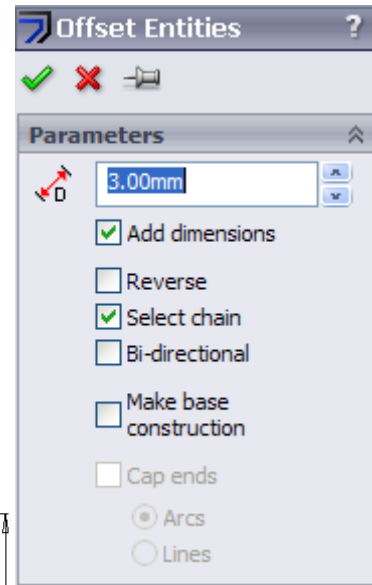 Offset Entities ?
Parameters
D
3.00mm
Add dimensions
Reverse
Select chain
Bi-directional
Make base
construction
Cap ends
Arcs
Lines